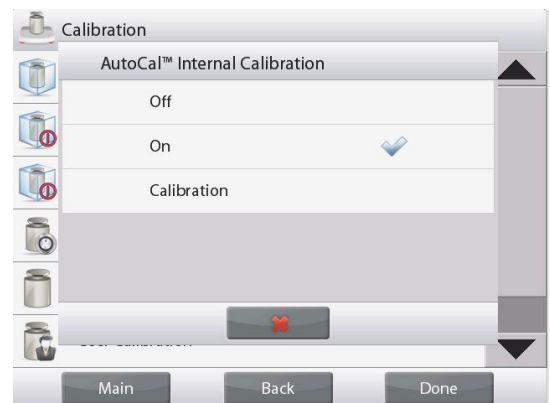 Calibration
AutoCal™ Internal Calibration
Off
On
Calibration
Main
Back
Done